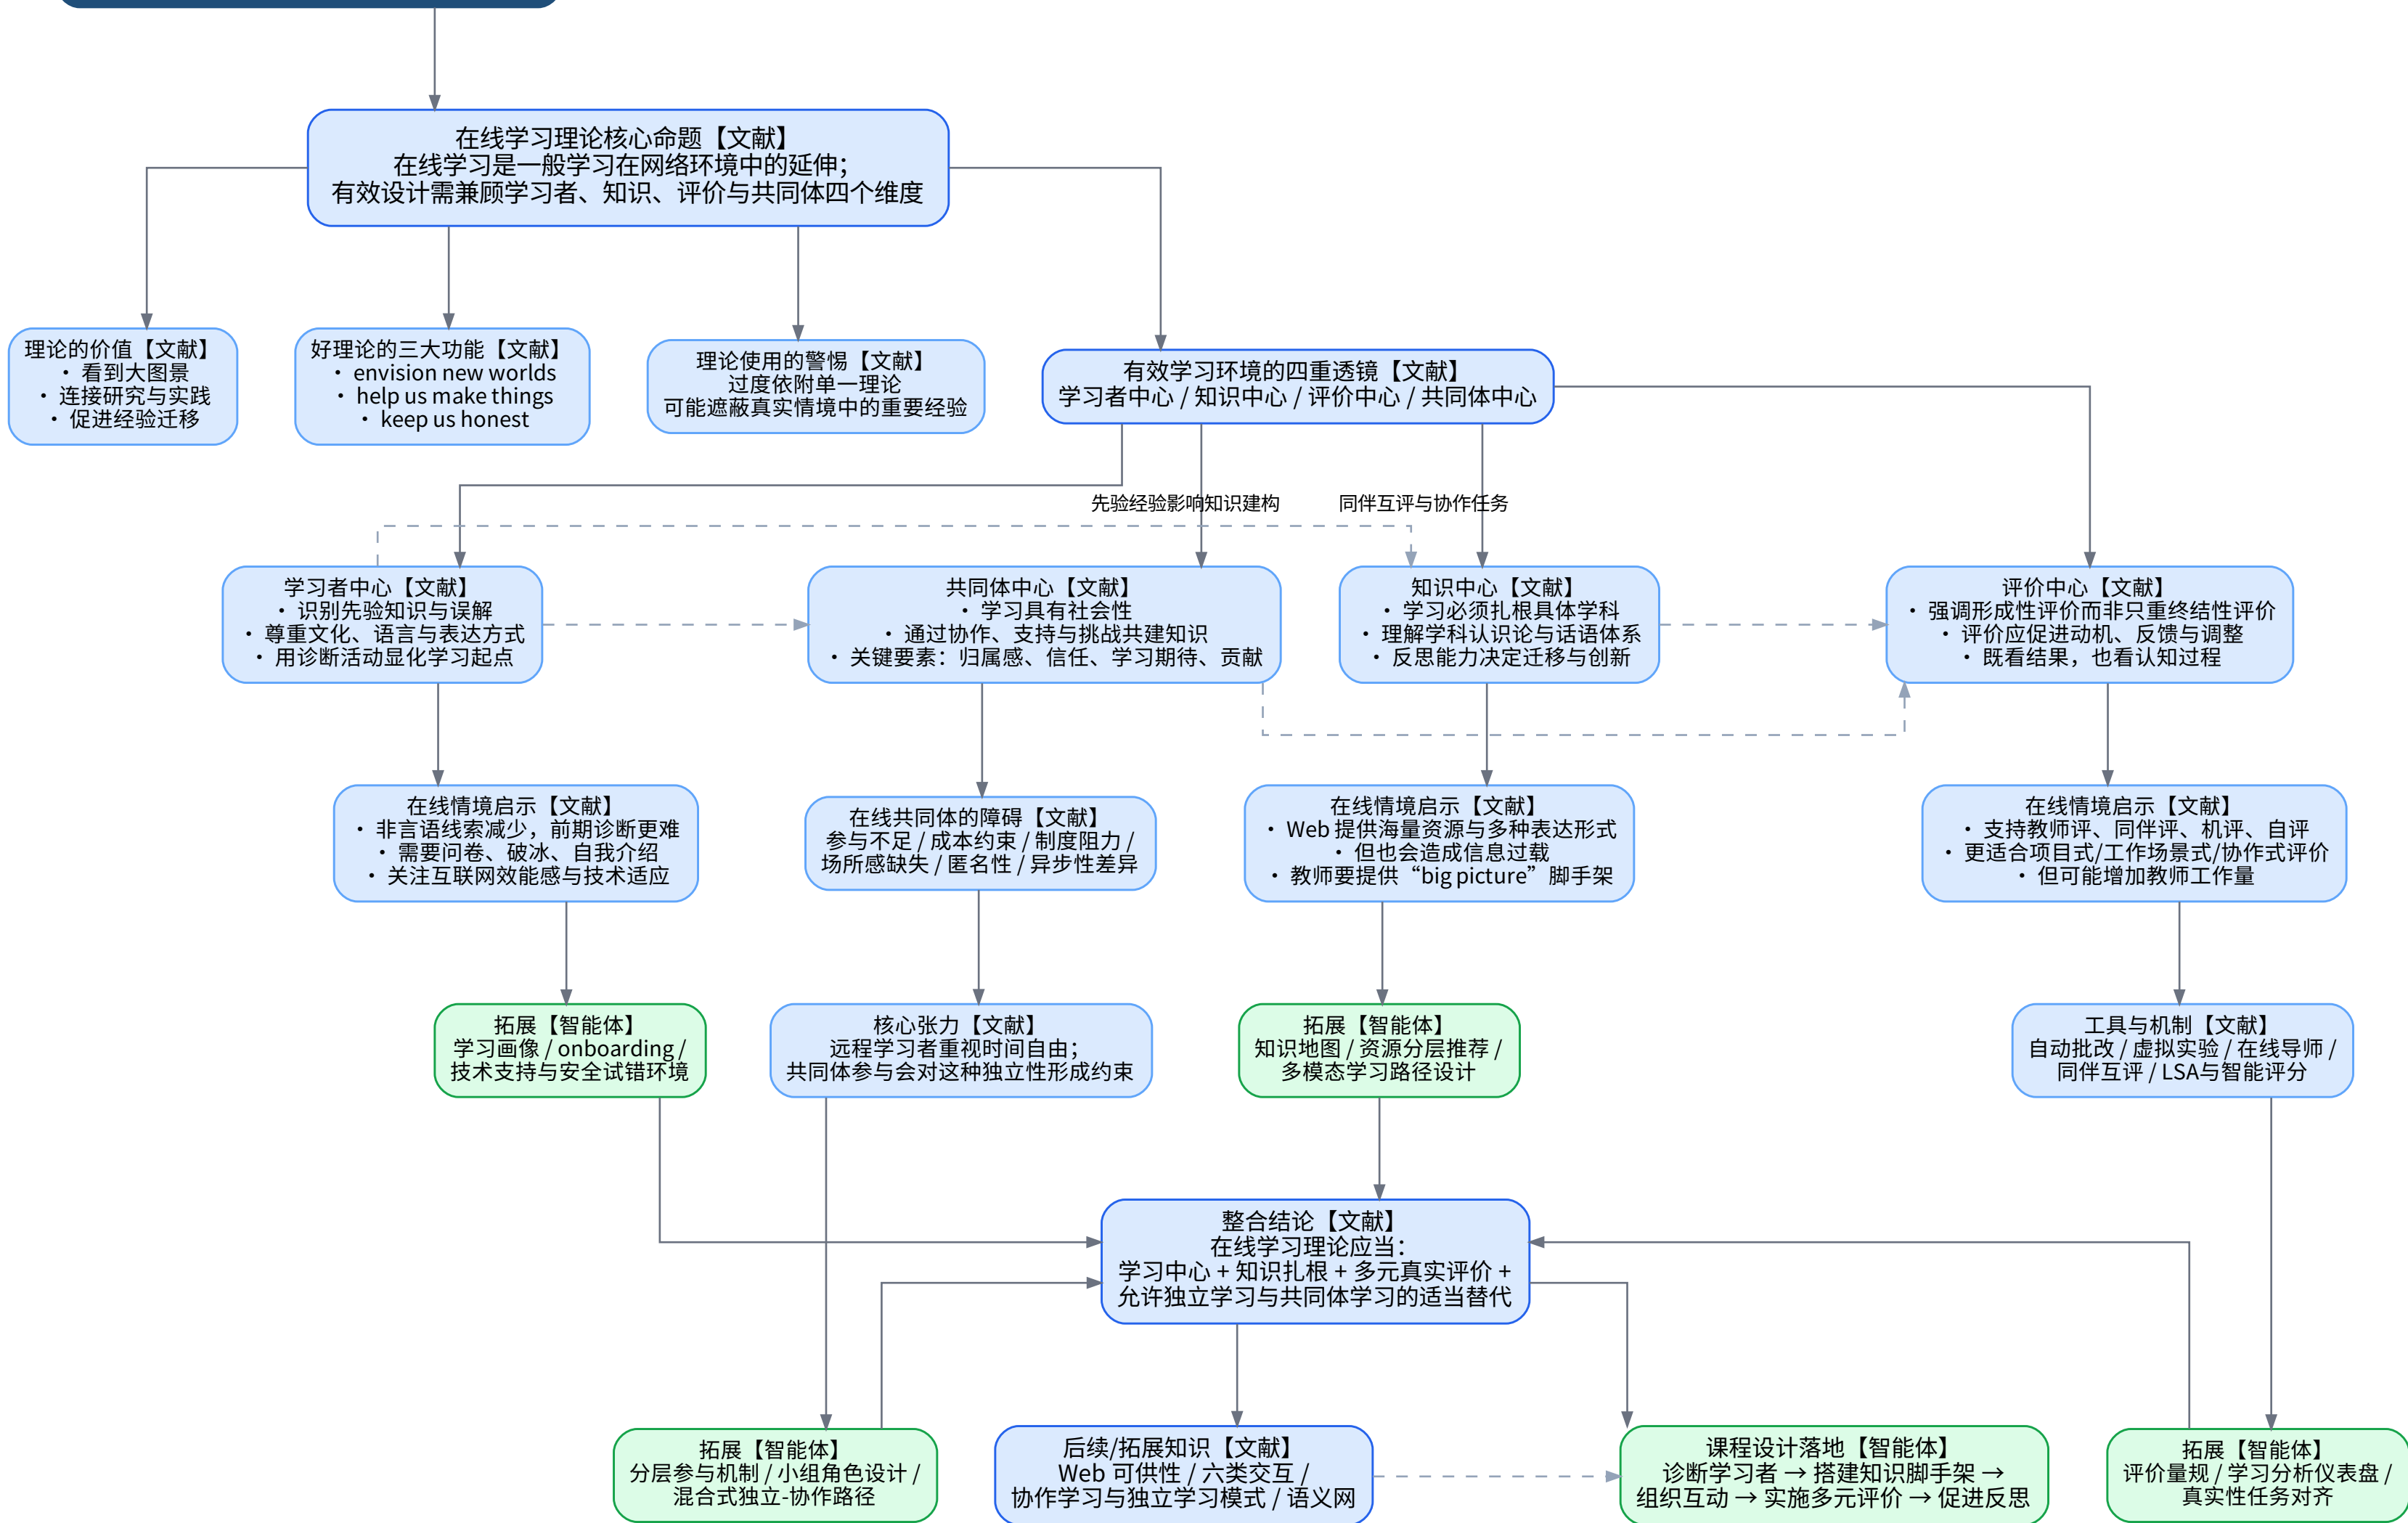 在线学习理论核心命题【文献】
在线学习是一般学习在网络环境中的延伸；
有效设计需兼顾学习者、知识、评价与共同体四个维度
理论的价值【文献】
• 看到大图景
• 连接研究与实践
• 促进经验迁移
好理论的三大功能【文献】
• envision new worlds
• help us make things
• keep us honest
理论使用的警惕【文献】
过度依附单一理论
可能遮蔽真实情境中的重要经验
有效学习环境的四重透镜【文献】
学习者中心 / 知识中心 / 评价中心 / 共同体中心
先验经验影响知识建构
同伴互评与协作任务
学习者中心【文献】
• 识别先验知识与误解
• 尊重文化、语言与表达方式
• 用诊断活动显化学习起点
共同体中心【文献】
• 学习具有社会性
• 通过协作、支持与挑战共建知识
• 关键要素：归属感、信任、学习期待、贡献
知识中心【文献】
• 学习必须扎根具体学科
• 理解学科认识论与话语体系
• 反思能力决定迁移与创新
评价中心【文献】
• 强调形成性评价而非只重终结性评价
• 评价应促进动机、反馈与调整
• 既看结果，也看认知过程
在线情境启示【文献】
• 非言语线索减少，前期诊断更难
• 需要问卷、破冰、自我介绍
• 关注互联网效能感与技术适应
在线共同体的障碍【文献】
参与不足 / 成本约束 / 制度阻力 /
场所感缺失 / 匿名性 / 异步性差异
在线情境启示【文献】
• Web 提供海量资源与多种表达形式
• 但也会造成信息过载
• 教师要提供“big picture”脚手架
在线情境启示【文献】
• 支持教师评、同伴评、机评、自评
• 更适合项目式/工作场景式/协作式评价
• 但可能增加教师工作量
拓展【智能体】
学习画像 / onboarding /
技术支持与安全试错环境
核心张力【文献】
远程学习者重视时间自由；
共同体参与会对这种独立性形成约束
拓展【智能体】
知识地图 / 资源分层推荐 /
多模态学习路径设计
工具与机制【文献】
自动批改 / 虚拟实验 / 在线导师 /
同伴互评 / LSA与智能评分
整合结论【文献】
在线学习理论应当：
学习中心 + 知识扎根 + 多元真实评价 +
允许独立学习与共同体学习的适当替代
拓展【智能体】
分层参与机制 / 小组角色设计 /
混合式独立-协作路径
后续/拓展知识【文献】
Web 可供性 / 六类交互 /
协作学习与独立学习模式 / 语义网
课程设计落地【智能体】
诊断学习者 → 搭建知识脚手架 →
组织互动 → 实施多元评价 → 促进反思
拓展【智能体】
评价量规 / 学习分析仪表盘 /
真实性任务对齐